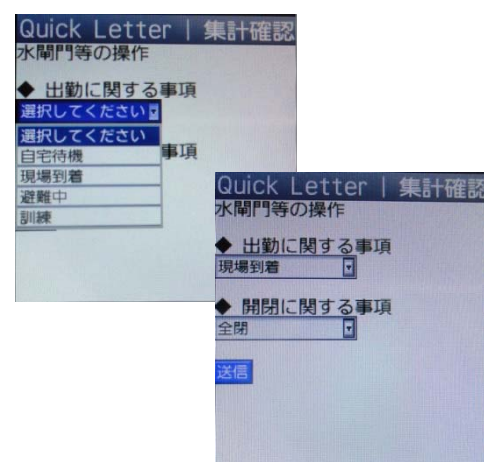 Quick Letter | 集計確認
水閘門等の操作
◆ 出勤に関する事項
選択してください
選択してください
自宅待機
現場到着
避難中
訓練
事項
Quick Letter | 集計確認
水閘門等の操作
◆ 出勤に関する事項
現場到着
◆ 開閉に関する事項
全閉
送信